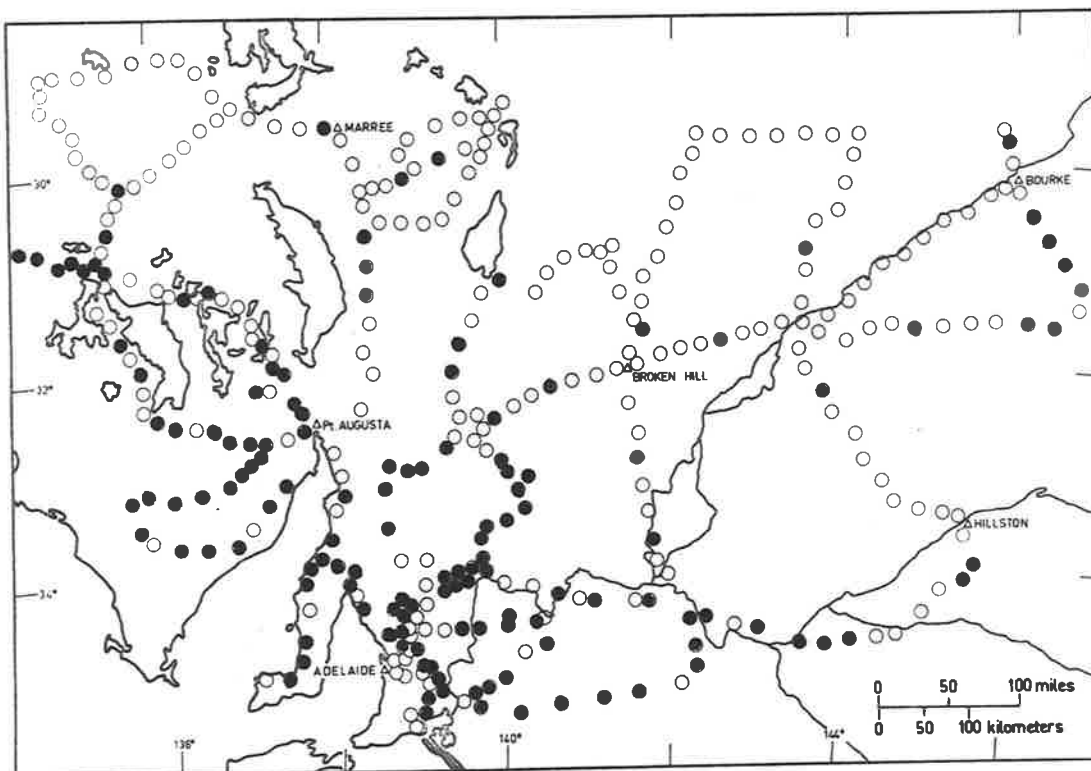 MARREE
30°
BOURKE
32°
BROKEN HILL
Pt. AUGUSTA
HILLSTON
34°
ADELAIDE
0 50 100 miles
0 50 100 kilometers
136°
140°
144°